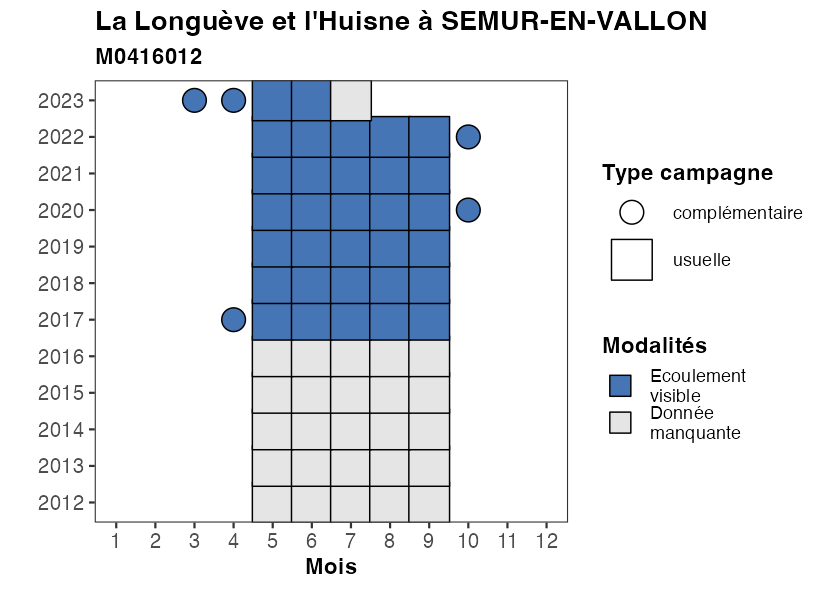 La Longuève et l'Huisne à SEMUR-EN-VALLON
M0416012
2023
2022
2021
2020
2019
2018
2017
2016
2015
2014
2013
2012
1 2 3 4 5 6 7 8 9 10 11 12
Mois
Type campagne
complémentaire
usuelle
Modalités
Ecoulement
visible
Donnée
manquante